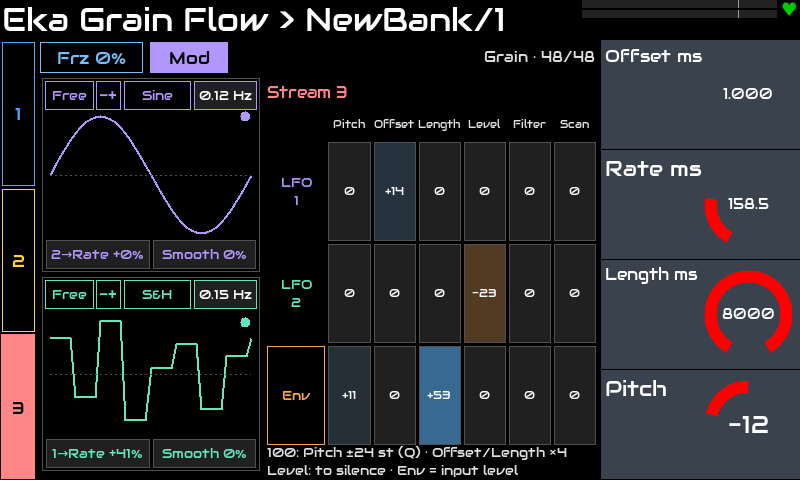 Eka Grain Flow > NewBank/1
Frz 0%
Mod
Grain · 48/48
1
2
3
Free
-+
Sine
0.12 Hz
2→Rate +0%
Smooth 0%
Free
-+
S&H
0.15 Hz
1→Rate +41%
Smooth 0%
Stream 3
Pitch Offset Length Level Filter Scan
LFO
1
0 +14 0 0 0 0
LFO
2
0 0 0 -23 0 0
Env
+11 0 +53 0 0 0
100: Pitch ±24 st (Q) · Offset/Length ×4
Level: to silence · Env = input level
Offset ms
1.000
Rate ms
158.5
Length ms
8000
Pitch
-12